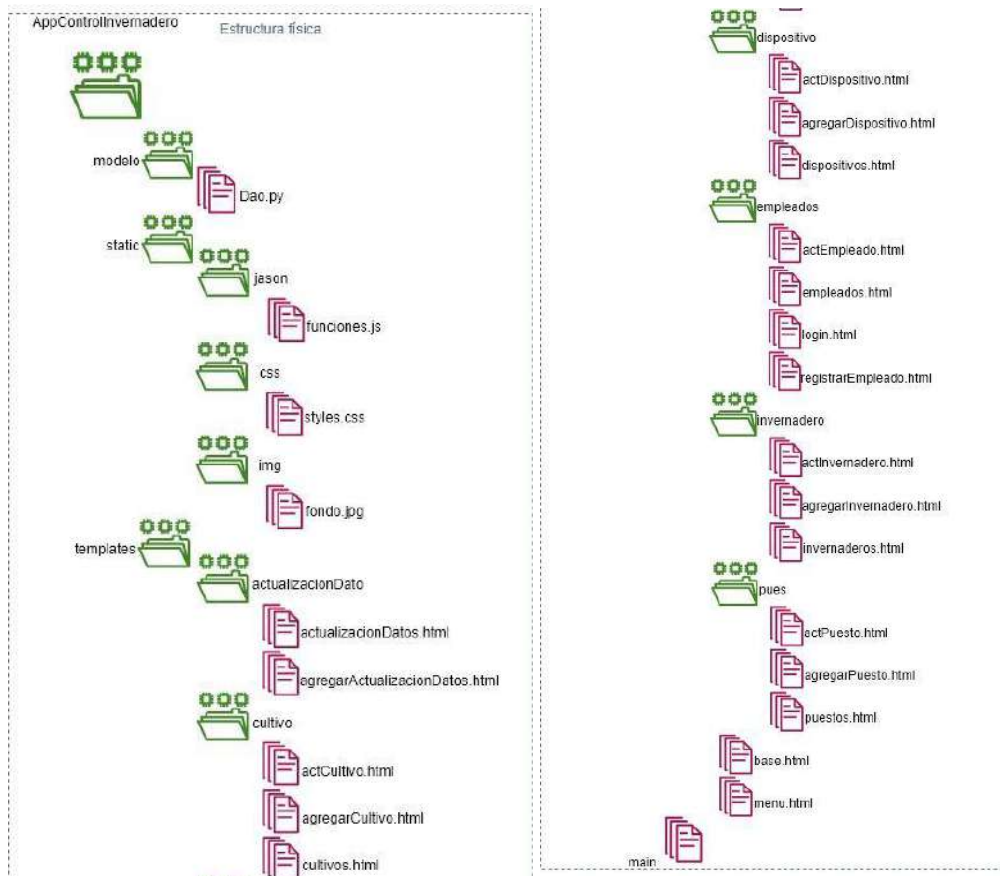 AppControlInvernadero
Estructura física
modelo
Dao.py
static
jason
funciones.js
css
styles.css
img
fondo.jpg
templates
actualizacionDato
actualizacionDatos.html
agregarActualizacionDatos.html
cultivo
actCultivo.html
agregarCultivo.html
cultivos.html
dispositivo
actDispositivo.html
agregarDispositivo.html
dispositivos.html
empleados
actEmpleado.html
empleados.html
login.html
registrarEmpleado.html
invernadero
actInvernadero.html
agregarInvernadero.html
invernaderos.html
pues
actPuesto.html
agregarPuesto.html
puestos.html
base.html
menu.html
main